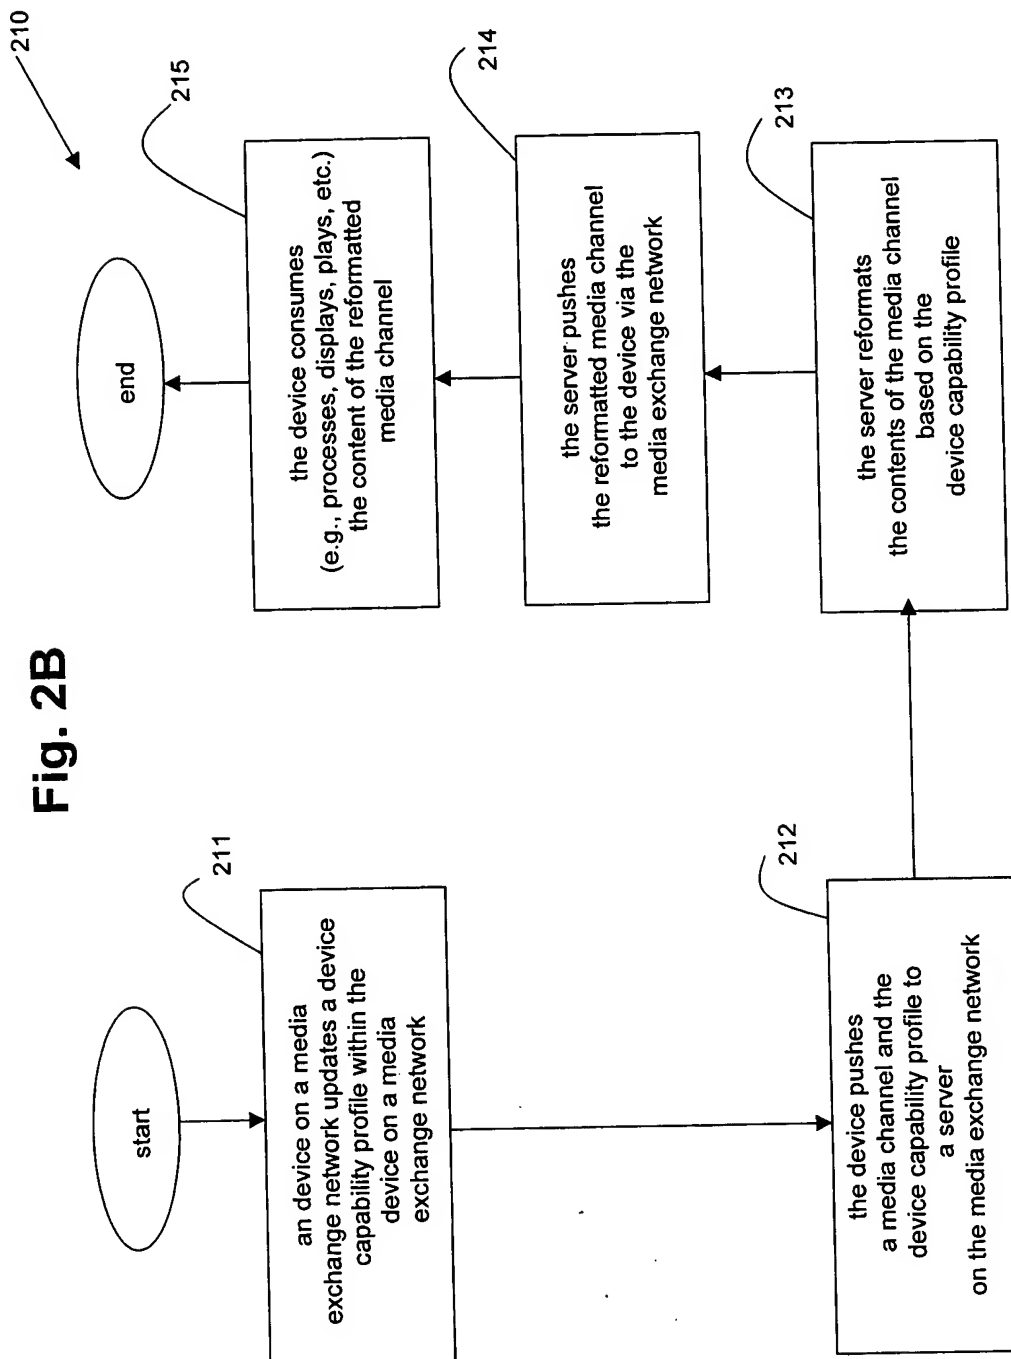 Fig. 2B
210
start
211
an device on a media
exchange network updates a device
capability profile within the
device on a media
exchange network
212
the device pushes
a media channel and the
device capability profile to
a server
on the media exchange network
213
the server reformats
the contents of the media channel
based on the
device capability profile
214
the server pushes
the reformatted media channel
to the device via the
media exchange network
215
the device consumes
(e.g., processes, displays, plays, etc.)
the content of the reformatted
media channel
end